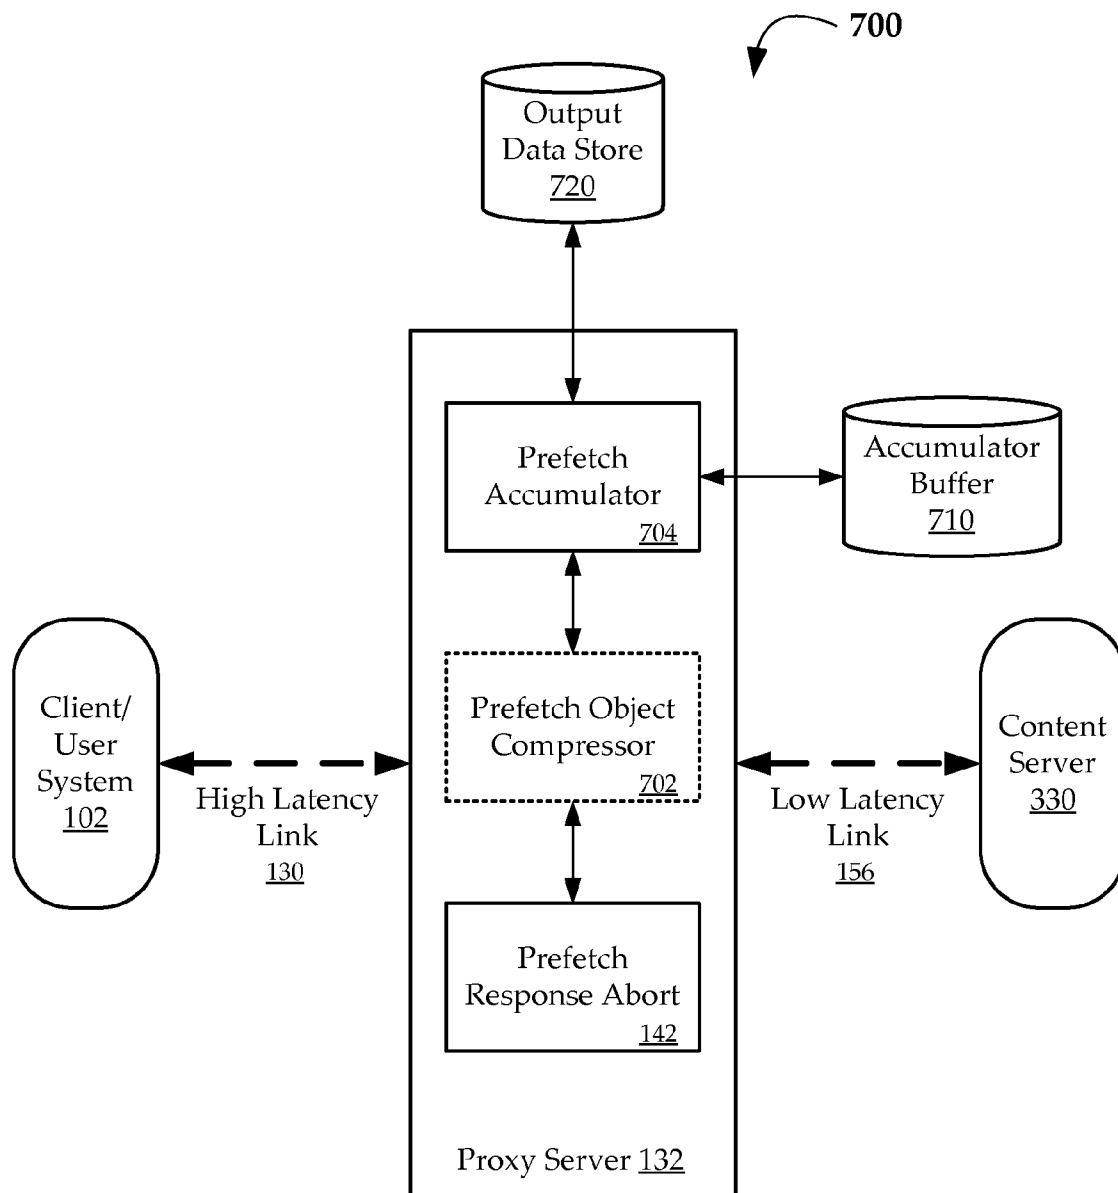 700
Output
Data Store
720
Prefetch
Accumulator
704
Accumulator
Buffer
710
Client/
User
System
102
High Latency
Link
130
Prefetch Object
Compressor
702
Low Latency
Link
156
Content
Server
330
Prefetch
Response Abort
142
Proxy Server 132